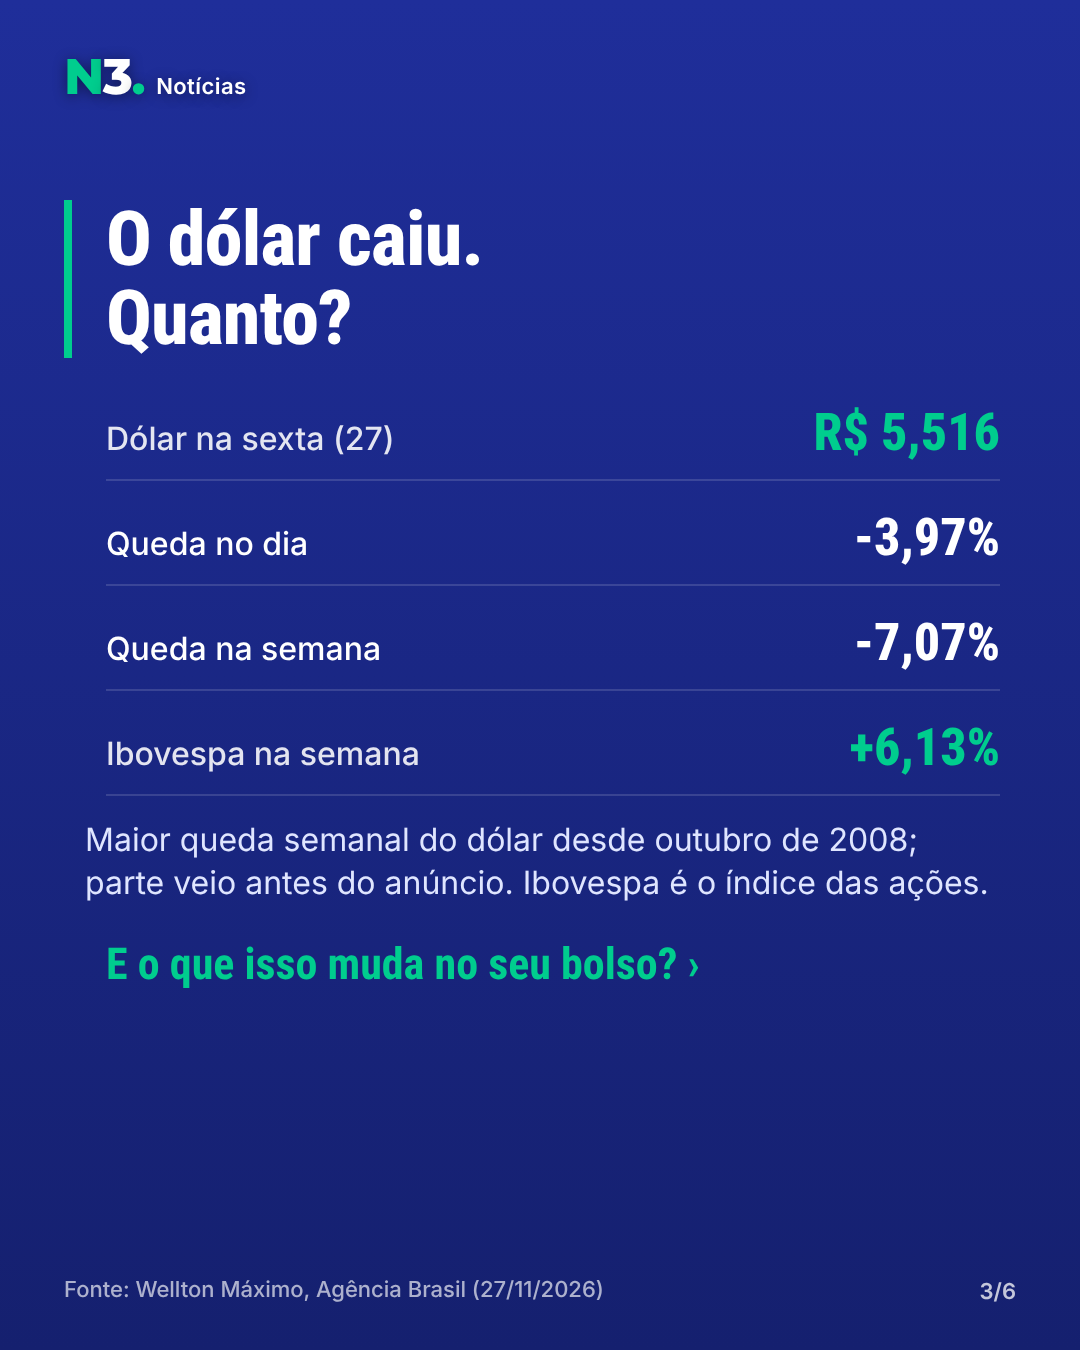 N3. Notícias
O dólar caiu.
Quanto?
Dólar na sexta (27) R$ 5,516
Queda no dia -3,97%
Queda na semana -7,07%
Ibovespa na semana +6,13%
Maior queda semanal do dólar desde outubro de 2008;
parte veio antes do anúncio. Ibovespa é o índice das ações.
E o que isso muda no seu bolso? ›
Fonte: Wellton Máximo, Agência Brasil (27/11/2026) 3/6